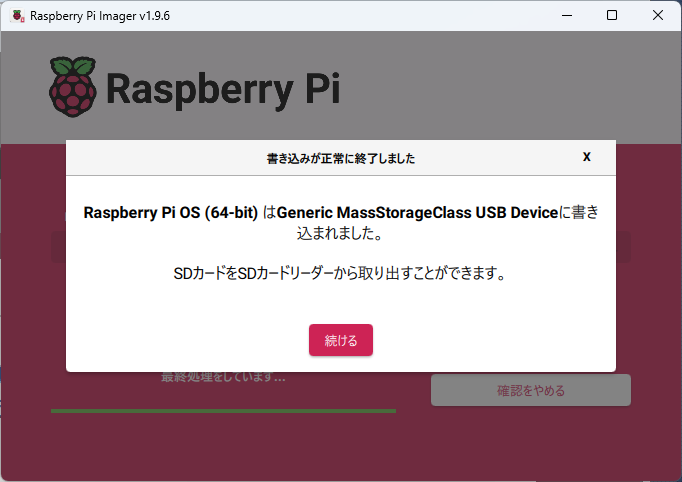 Raspberry Pi Imager v1.9.6
Raspberry Pi
書き込みが正常に終了しました
X
Raspberry Pi OS (64-bit) はGeneric MassStorageClass USB Deviceに書き
込まれました。
SDカードをSDカードリーダーから取り出すことができます。
続ける
最終処理をしています...
確認をやめる